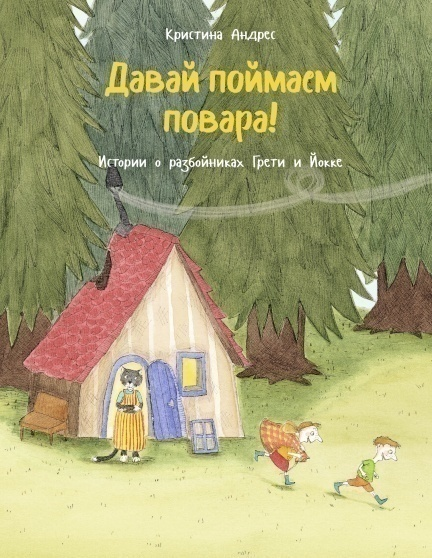 Кристина Андрес
Давай поймаем
повара!
Истории о разбойниках Грети и Йокке